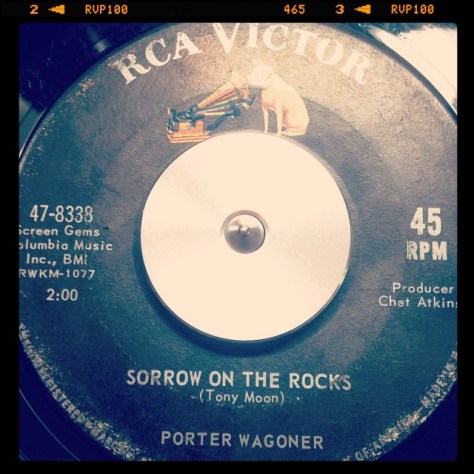 2 ◄ RVP100 465 3 ◄ RVP100
RCA VICTOR
47-8338
Screen Gems
olumbia Music
Inc., BMI
RWKM-1077
2:00
45
RPM
Producer
Chet Atkins
SORROW ON THE ROCKS
(Tony Moon)
PORTER WAGONER